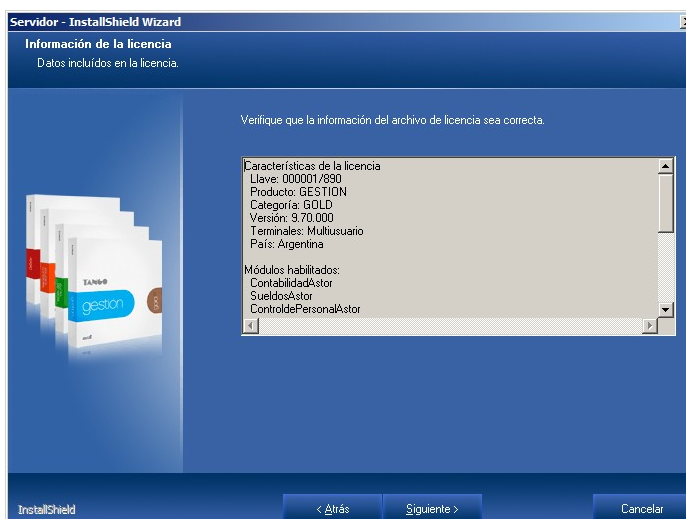 Servidor - InstallShield Wizard
Información de la licencia
Datos incluídos en la licencia.
Verifique que la información del archivo de licencia sea correcta.
Características de la licencia
Llave: 000001/890
Producto: GESTION
Categoría: GOLD
Versión: 9.70.000
Terminales: Multiusuario
País: Argentina
Módulos habilitados:
ContabilidadAstor
SueldosAstor
ControldePersonalAstor
TANGO
gestión
InstallShield
< Atrás
Siguiente >
Cancelar